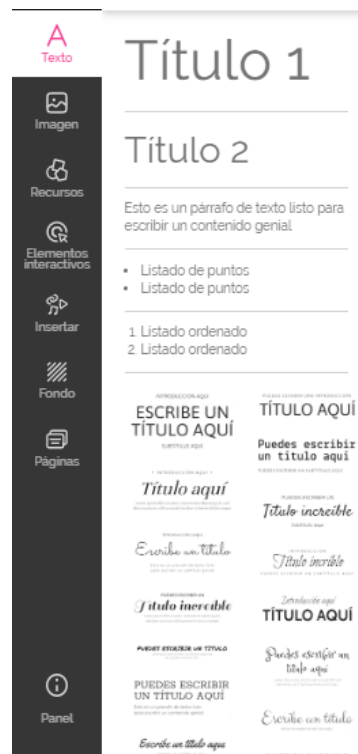 Texto
Imagen
Recursos
Elementos
interactivos
Insertar
Fondo
Páginas
Panel
Título 1
Título 2
Esto es un párrafo de texto listo para
escribir un contenido genial
• Listado de puntos
• Listado de puntos
1. Listado ordenado
2. Listado ordenado
INTRODUCCIÓN AQUÍ
ESCRIBE UN
TÍTULO AQUÍ
SUBTÍTULO AQUÍ
TÍTULO AQUÍ
Puedes escribir
un título aquí
Título aquí
Título increíble
Escribe un título
Título increíble
Título increíble
Introducción aquí
TÍTULO AQUÍ
PUEDES ESCRIBIR UN TÍTULO
Puedes escribir un
título aquí
PUEDES ESCRIBIR
UN TÍTULO AQUÍ
Escribe un título
Escribe un título aquí